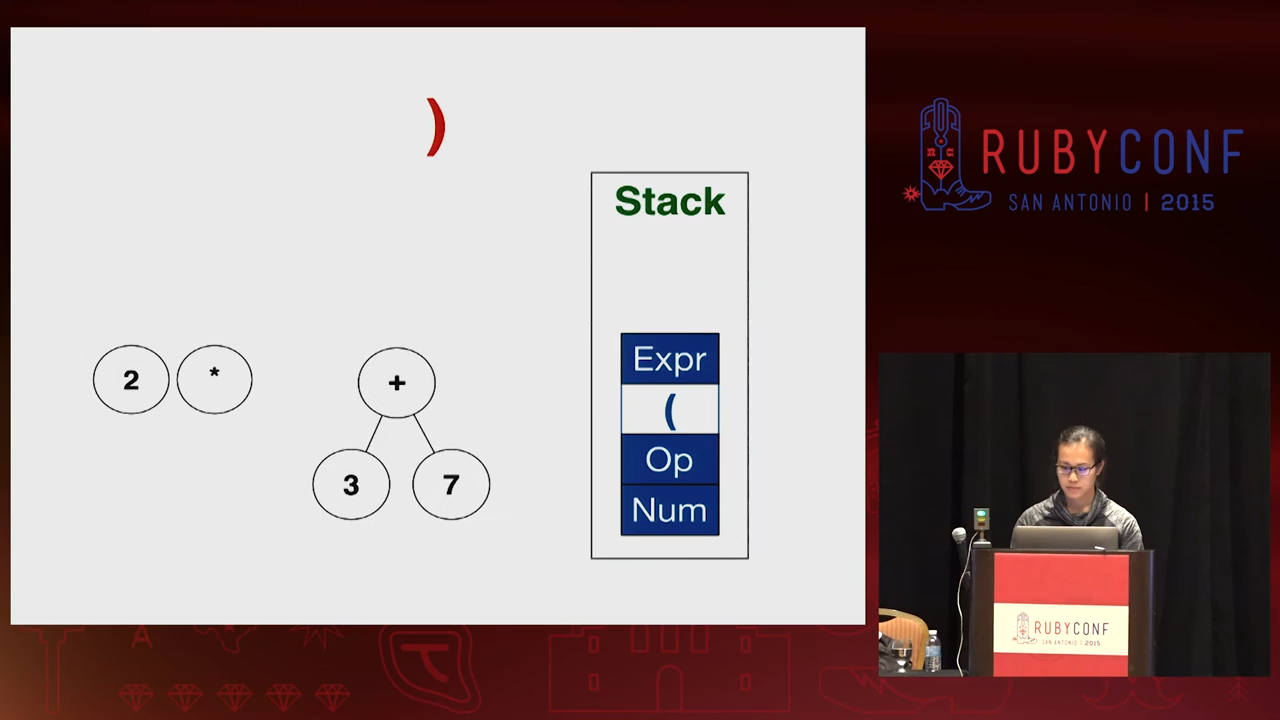 )
Stack
Expr
(
Op
Num
2
*
+
3
7
RUBYCONF
SAN ANTONIO | 2015
RUBYCONF
SAN ANTONIO | 2015